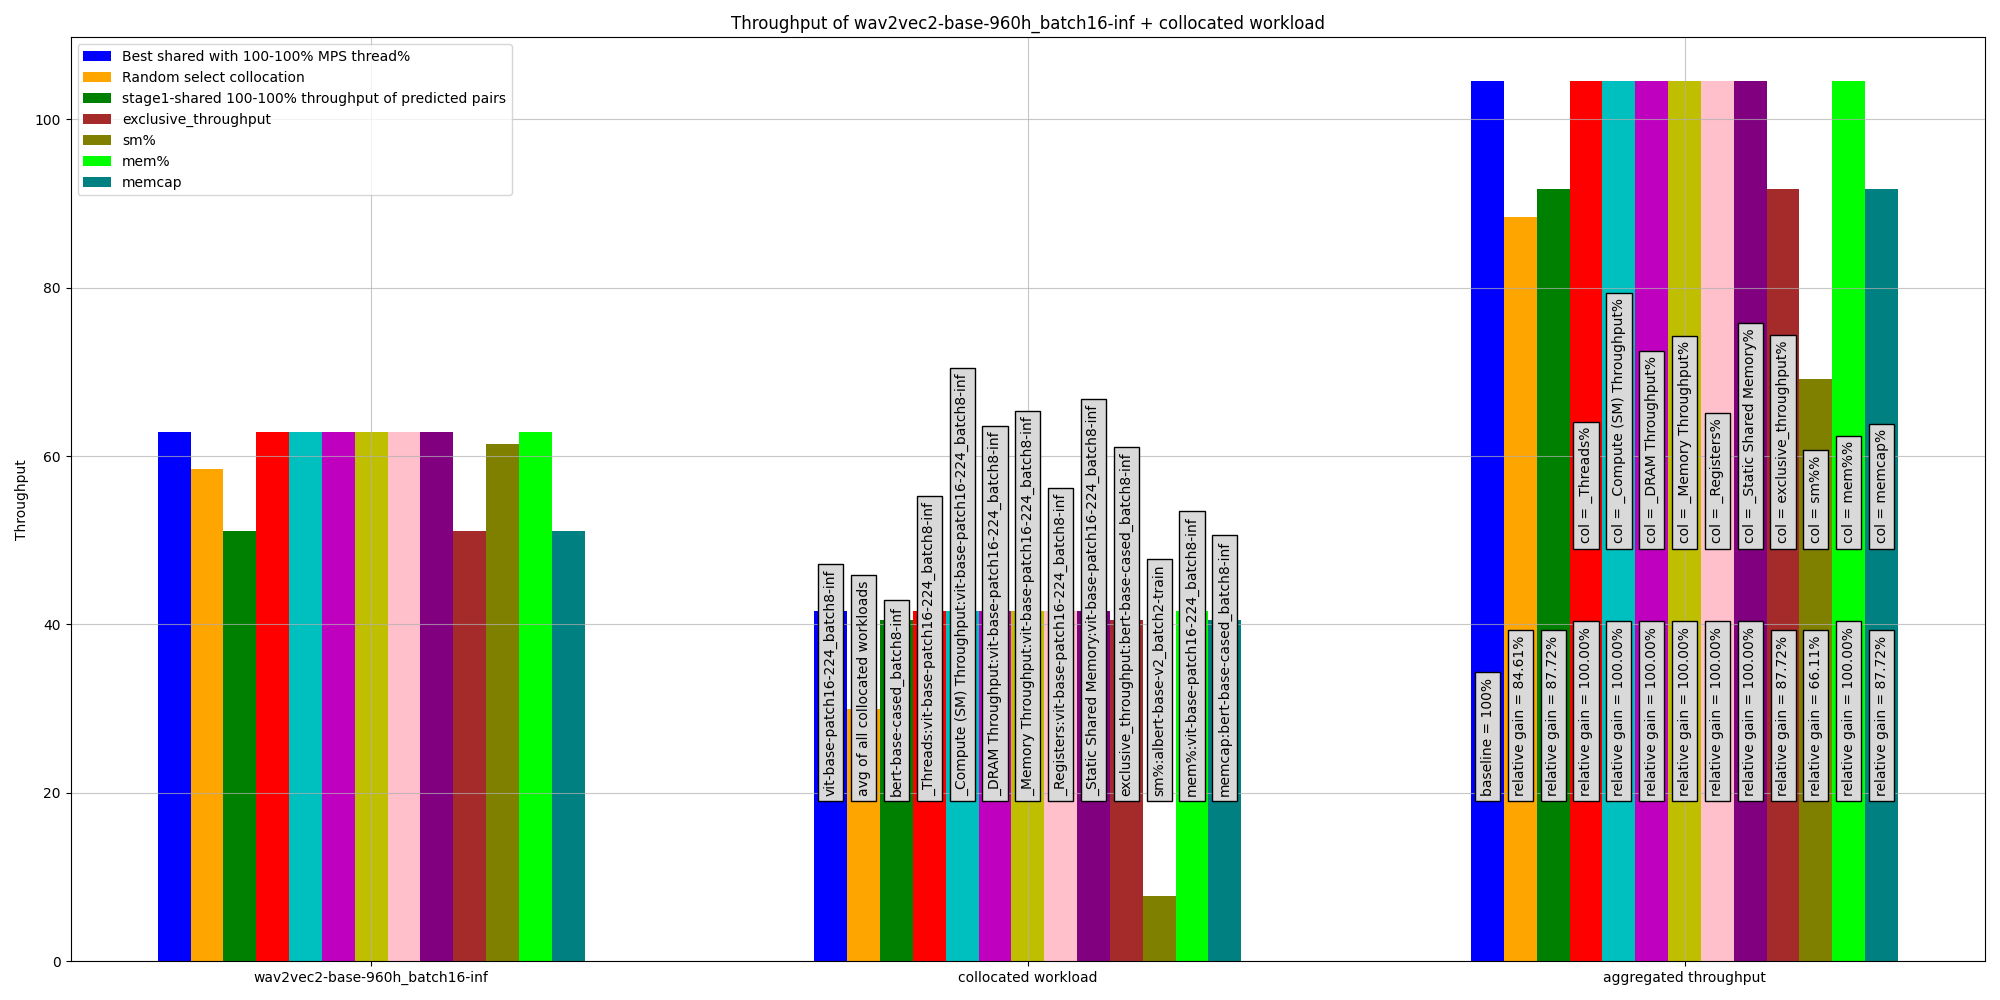 Throughput of wav2vec2-base-960h_batch16-inf + collocated workload
Best shared with 100-100% MPS thread%
Random select collocation
stage1-shared 100-100% throughput of predicted pairs
exclusive_throughput
sm%
mem%
memcap
Throughput
100
80
60
40
20
0
vit-base-patch16-224_batch8-inf
avg of all collocated workloads
bert-base-cased_batch8-inf
_Threads:vit-base-patch16-224_batch8-inf
_Compute (SM) Throughput:vit-base-patch16-224_batch8-inf
_DRAM Throughput:vit-base-patch16-224_batch8-inf
_Memory Throughput:vit-base-patch16-224_batch8-inf
_Registers:vit-base-patch16-224_batch8-inf
_Static Shared Memory:vit-base-patch16-224_batch8-inf
exclusive_throughput:bert-base-cased_batch8-inf
sm%:albert-base-v2_batch2-train
mem%:vit-base-patch16-224_batch8-inf
memcap:bert-base-cased_batch8-inf
col = _Threads%
col = _Compute (SM) Throughput%
col = _DRAM Throughput%
col = _Memory Throughput%
col = _Registers%
col = _Static Shared Memory%
col = exclusive_throughput%
col = sm%%
col = mem%%
col = memcap%
baseline = 100%
relative gain = 84.61%
relative gain = 87.72%
relative gain = 100.00%
relative gain = 100.00%
relative gain = 100.00%
relative gain = 100.00%
relative gain = 100.00%
relative gain = 100.00%
relative gain = 87.72%
relative gain = 66.11%
relative gain = 100.00%
relative gain = 87.72%
wav2vec2-base-960h_batch16-inf
collocated workload
aggregated throughput